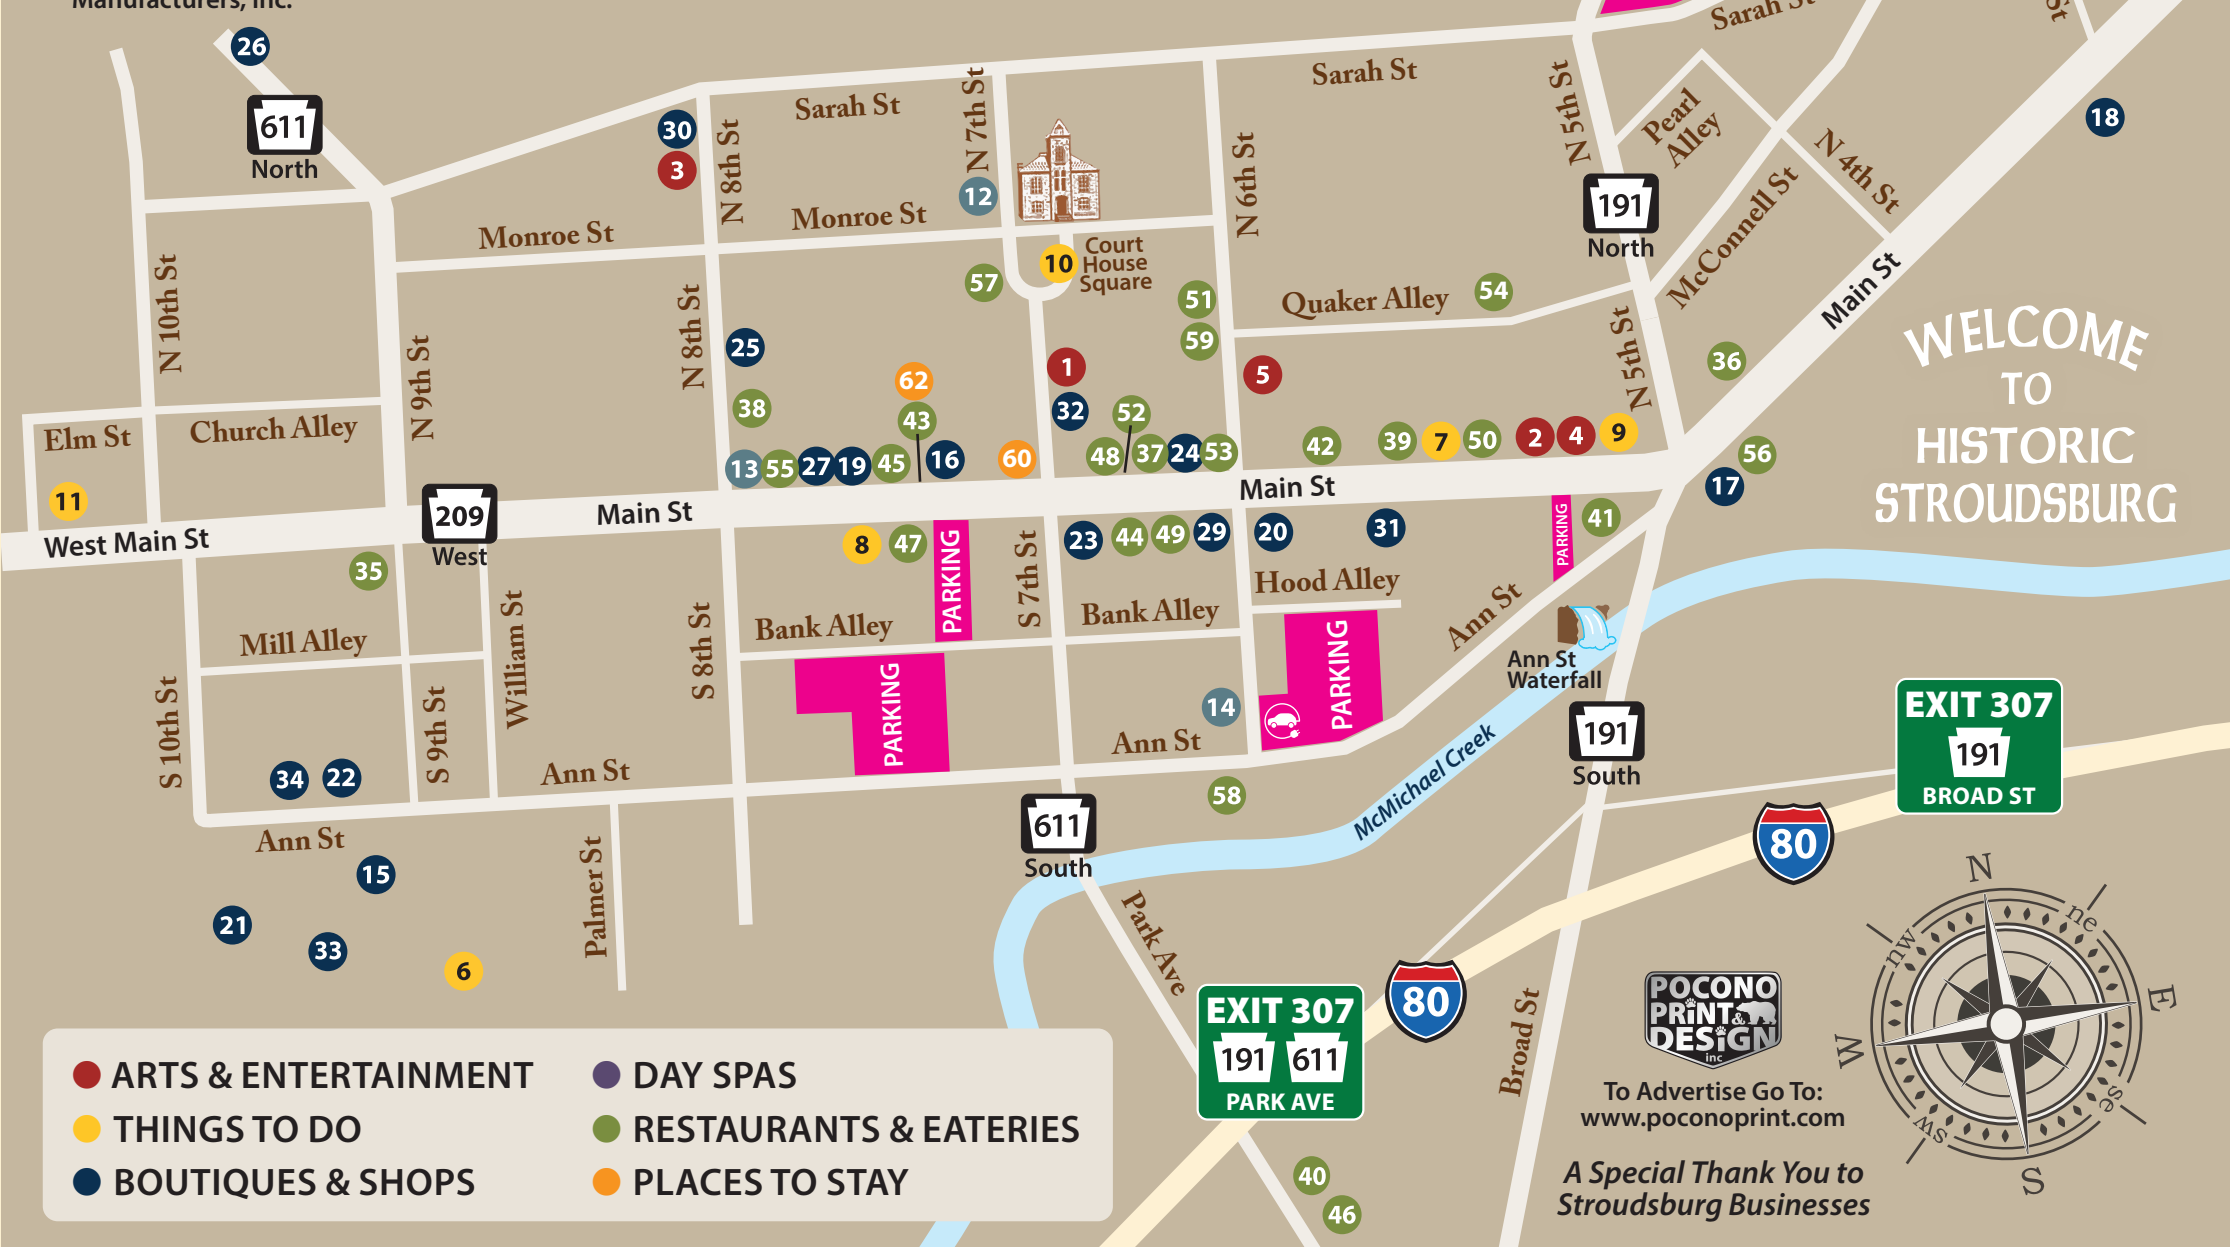 Manufacturers, Inc.
26
611
North
30
3
Sarah St
N 7th St
12
N 8th St
Monroe St
Monroe St
Sarah St
Sarah St
N 6th St
N 5th St
Pearl
Alley
N 4th St
St
18
191
North
McConnell St
Main St
Court
House
Square
10
57
51
59
Quaker Alley
54
N 10th St
N 9th St
N 8th St
25
38
62
43
1
32
52
5
N 5th St
36
WELCOME
TO
HISTORIC
STROUDSBURG
Elm St
Church Alley
11
13
55
27
19
45
16
60
48
37
24
53
42
39
7
50
2
4
9
56
17
West Main St
209
West
Main St
Main St
35
8
47
PARKING
S 7th St
23
44
49
29
20
31
PARKING
41
Mill Alley
William St
S 8th St
Bank Alley
Bank Alley
Hood Alley
Ann St
Ann St
Waterfall
S 10th St
S 9th St
PARKING
14
PARKING
34
22
Ann St
Ann St
58
McMichael Creek
191
South
EXIT 307
191
BROAD ST
80
Ann St
15
21
33
6
Palmer St
611
South
Park Ave
80
EXIT 307
191 611
PARK AVE
Broad St
40
46
POCONO
PRiNT&
DESiGN
inc
To Advertise Go To:
www.poconoprint.com
A Special Thank You to
Stroudsburg Businesses
N
ne
E
se
S
sw
W
nw
ARTS & ENTERTAINMENT
THINGS TO DO
BOUTIQUES & SHOPS
DAY SPAS
RESTAURANTS & EATERIES
PLACES TO STAY